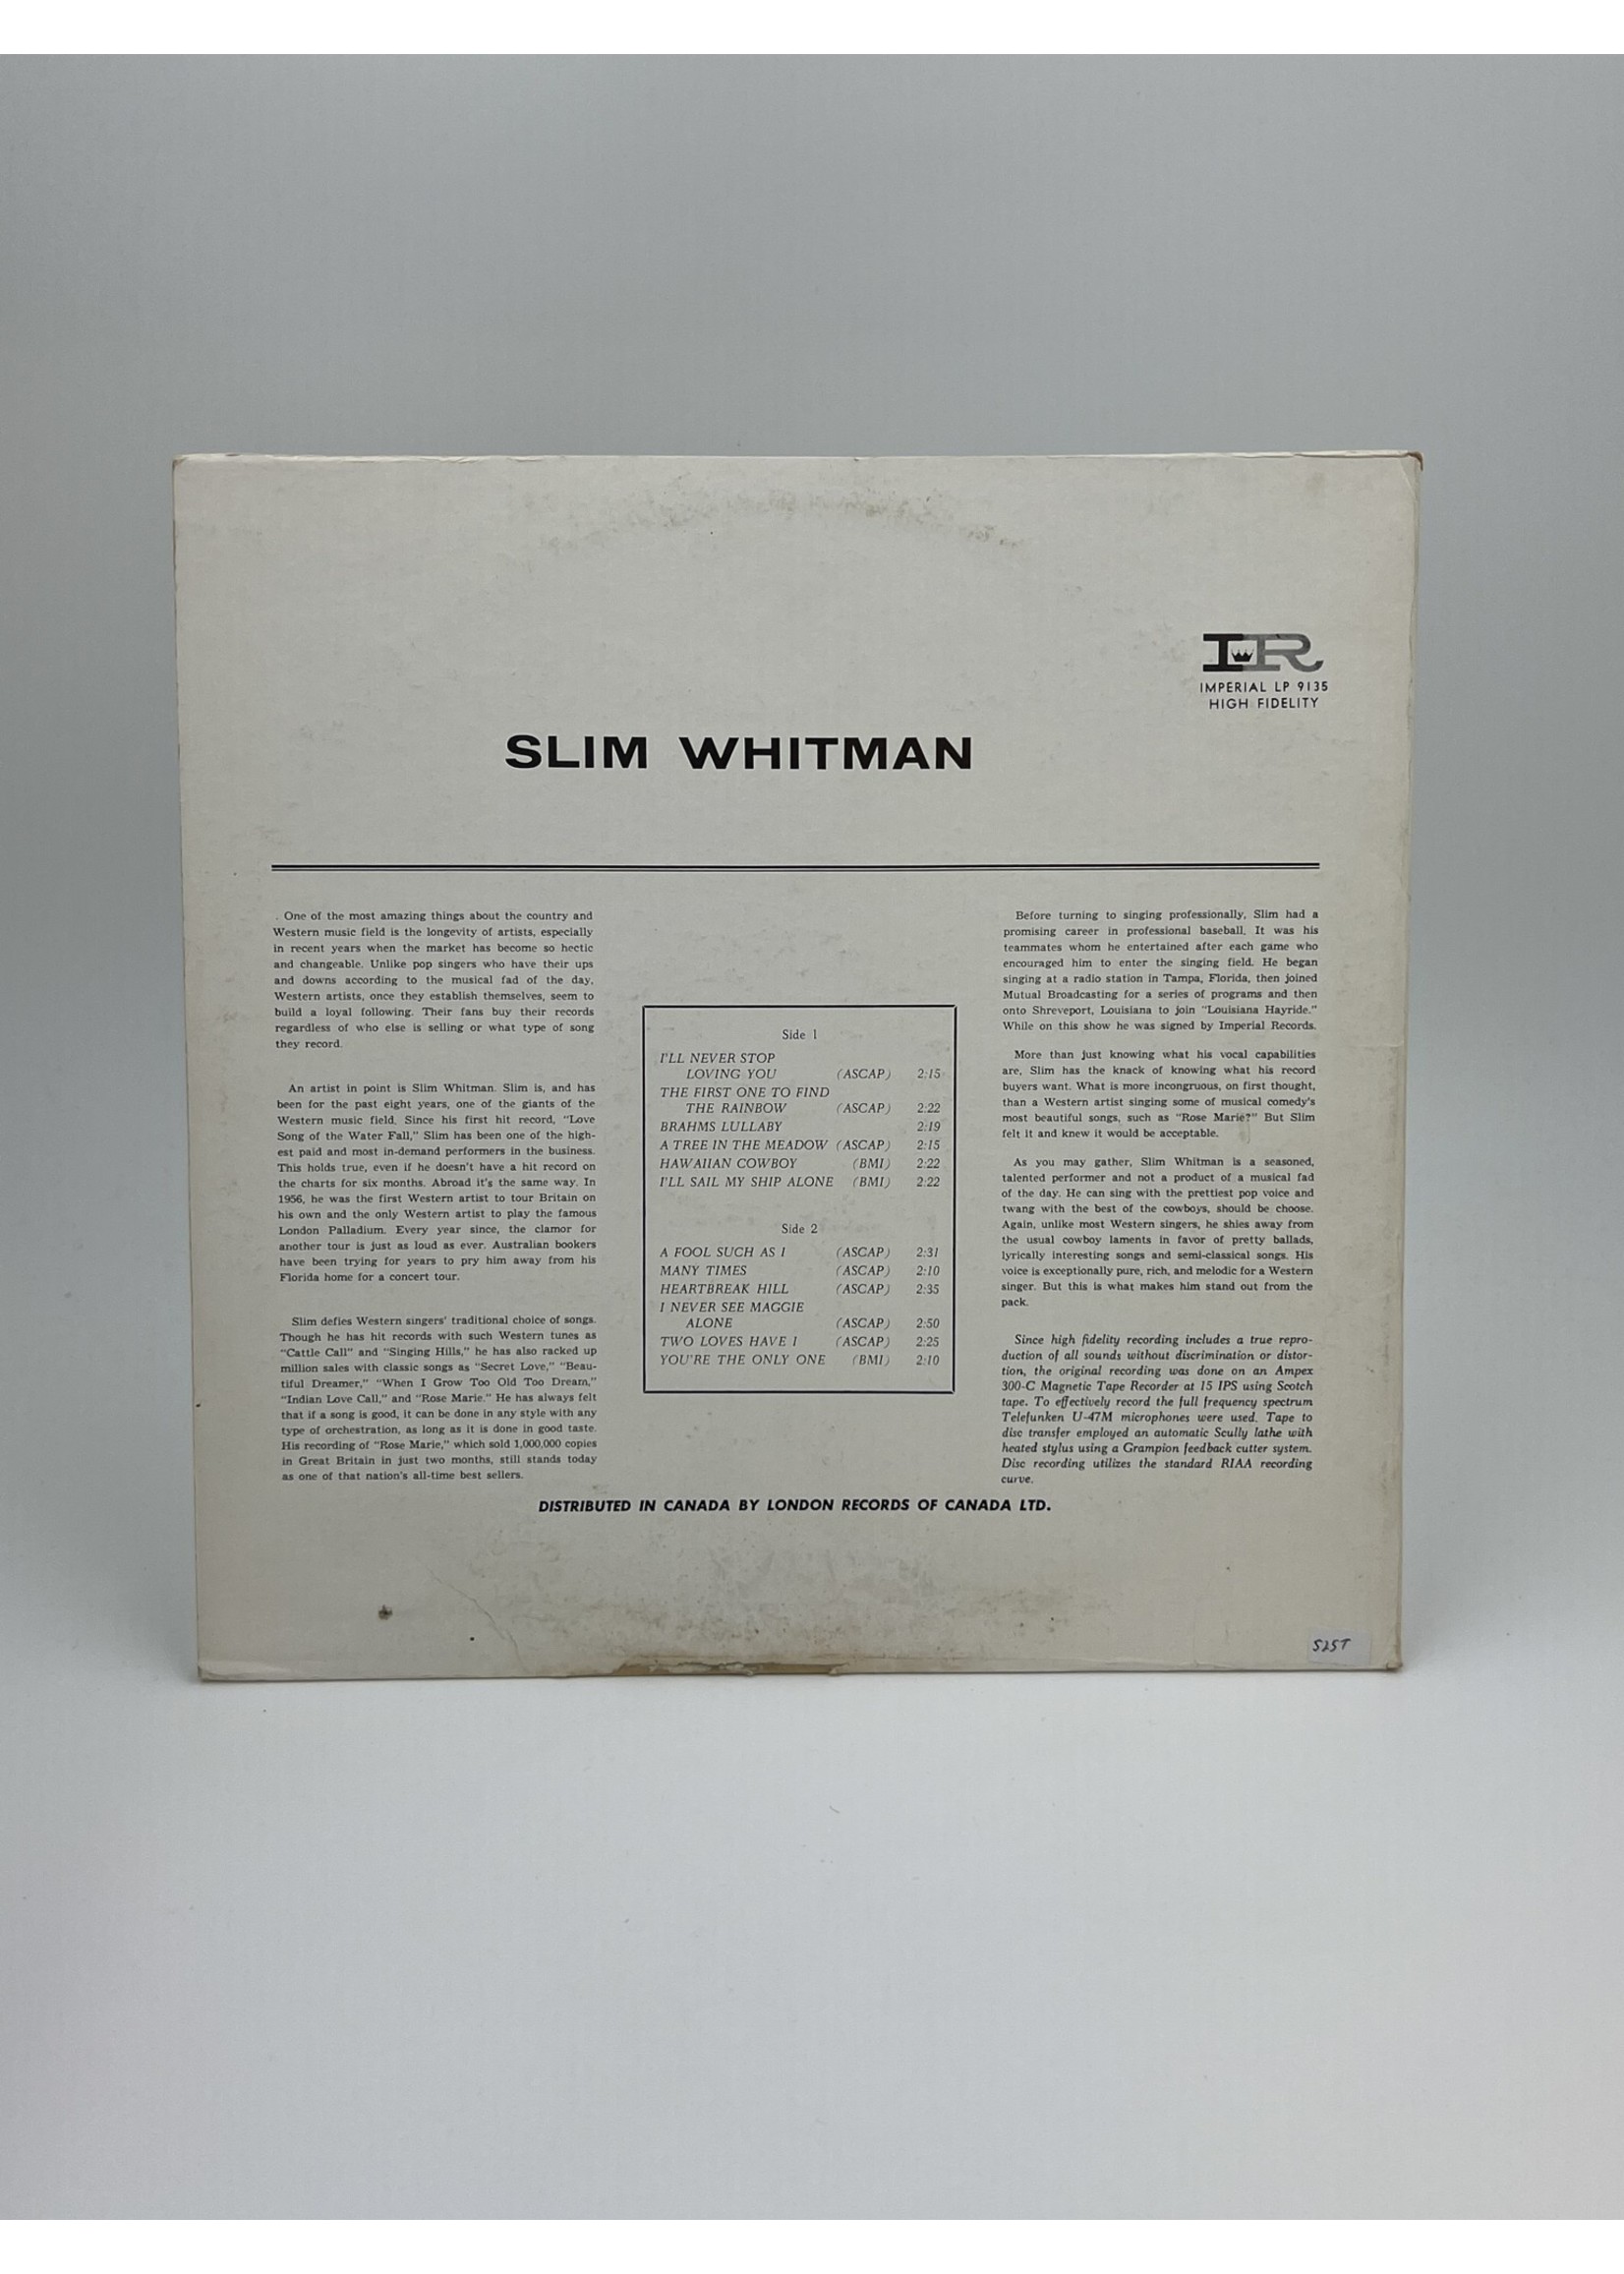 IR
IMPERIAL LP 9135
HIGH FIDELITY
SLIM WHITMAN
One of the most amazing things about the country and
Western music field is the longevity of artists, especially
in recent years when the market has become so hectic
and changeable. Unlike pop singers who have their ups
and downs according to the musical fad of the day,
Western artists, once they establish themselves, seem to
build a loyal following. Their fans buy their records
regardless of who else is selling or what type of song
they record.
An artist in point is Slim Whitman. Slim is, and has
been for the past eight years, one of the giants of the
Western music field. Since his first hit record, "Love
Song of the Water Fall," Slim has been one of the high-
est paid and most in-demand performers in the business.
This holds true, even if he doesn't have a hit record on
the charts for six months. Abroad it's the same way. In
1956, he was the first Western artist to tour Britain on
his own and the only Western artist to play the famous
London Palladium. Every year since, the clamor for
another tour is just as loud as ever. Australian bookers
have been trying for years to pry him away from his
Florida home for a concert tour.
Slim defies Western singers' traditional choice of songs.
Though he has hit records with such Western tunes as
"Cattle Call" and "Singing Hills," he has also racked up
million sales with classic songs as "Secret Love," "Beau-
tiful Dreamer," "When I Grow Too Old Too Dream,"
"Indian Love Call," and "Rose Marie." He has always felt
that if a song is good, it can be done in any style with any
type of orchestration, as long as it is done in good taste.
His recording of "Rose Marie," which sold 1,000,000 copies
in Great Britain in just two months, still stands today
as one of that nation's all-time best sellers.
Side 1
I'LL NEVER STOP
LOVING YOU (ASCAP) 2:15
THE FIRST ONE TO FIND
THE RAINBOW (ASCAP) 2:22
BRAHMS LULLABY 2:19
A TREE IN THE MEADOW (ASCAP) 2:15
HAWAIIAN COWBOY (BMI) 2:22
I'LL SAIL MY SHIP ALONE (BMI) 2:22
Side 2
A FOOL SUCH AS I (ASCAP) 2:31
MANY TIMES (ASCAP) 2:10
HEARTBREAK HILL (ASCAP) 2:35
I NEVER SEE MAGGIE
ALONE (ASCAP) 2:50
TWO LOVES HAVE I (ASCAP) 2:25
YOU'RE THE ONLY ONE (BMI) 2:10
Before turning to singing professionally, Slim had a
promising career in professional baseball. It was his
teammates whom he entertained after each game who
encouraged him to enter the singing field. He began
singing at a radio station in Tampa, Florida, then joined
Mutual Broadcasting for a series of programs and then
onto Shreveport, Louisiana to join "Louisiana Hayride."
While on this show he was signed by Imperial Records.
More than just knowing what his vocal capabilities
are, Slim has the knack of knowing what his record
buyers want. What is more incongruous, on first thought,
than a Western artist singing some of musical comedy's
most beautiful songs, such as "Rose Marie?" But Slim
felt it and knew it would be acceptable.
As you may gather, Slim Whitman is a seasoned,
talented performer and not a product of a musical fad
of the day. He can sing with the prettiest pop voice and
twang with the best of the cowboys, should be choose.
Again, unlike most Western singers, he shies away from
the usual cowboy laments in favor of pretty ballads,
lyrically interesting songs and semi-classical songs. His
voice is exceptionally pure, rich, and melodic for a Western
singer. But this is what makes him stand out from the
pack.
Since high fidelity recording includes a true repro-
duction of all sounds without discrimination or distor-
tion, the original recording was done on an Ampex
300-C Magnetic Tape Recorder at 15 IPS using Scotch
tape. To effectively record the full frequency spectrum
Telefunken U-47M microphones were used. Tape to
disc transfer employed an automatic Scully lathe with
heated stylus using a Grampion feedback cutter system.
Disc recording utilizes the standard RIAA recording
curve.
DISTRIBUTED IN CANADA BY LONDON RECORDS OF CANADA LTD.
525T